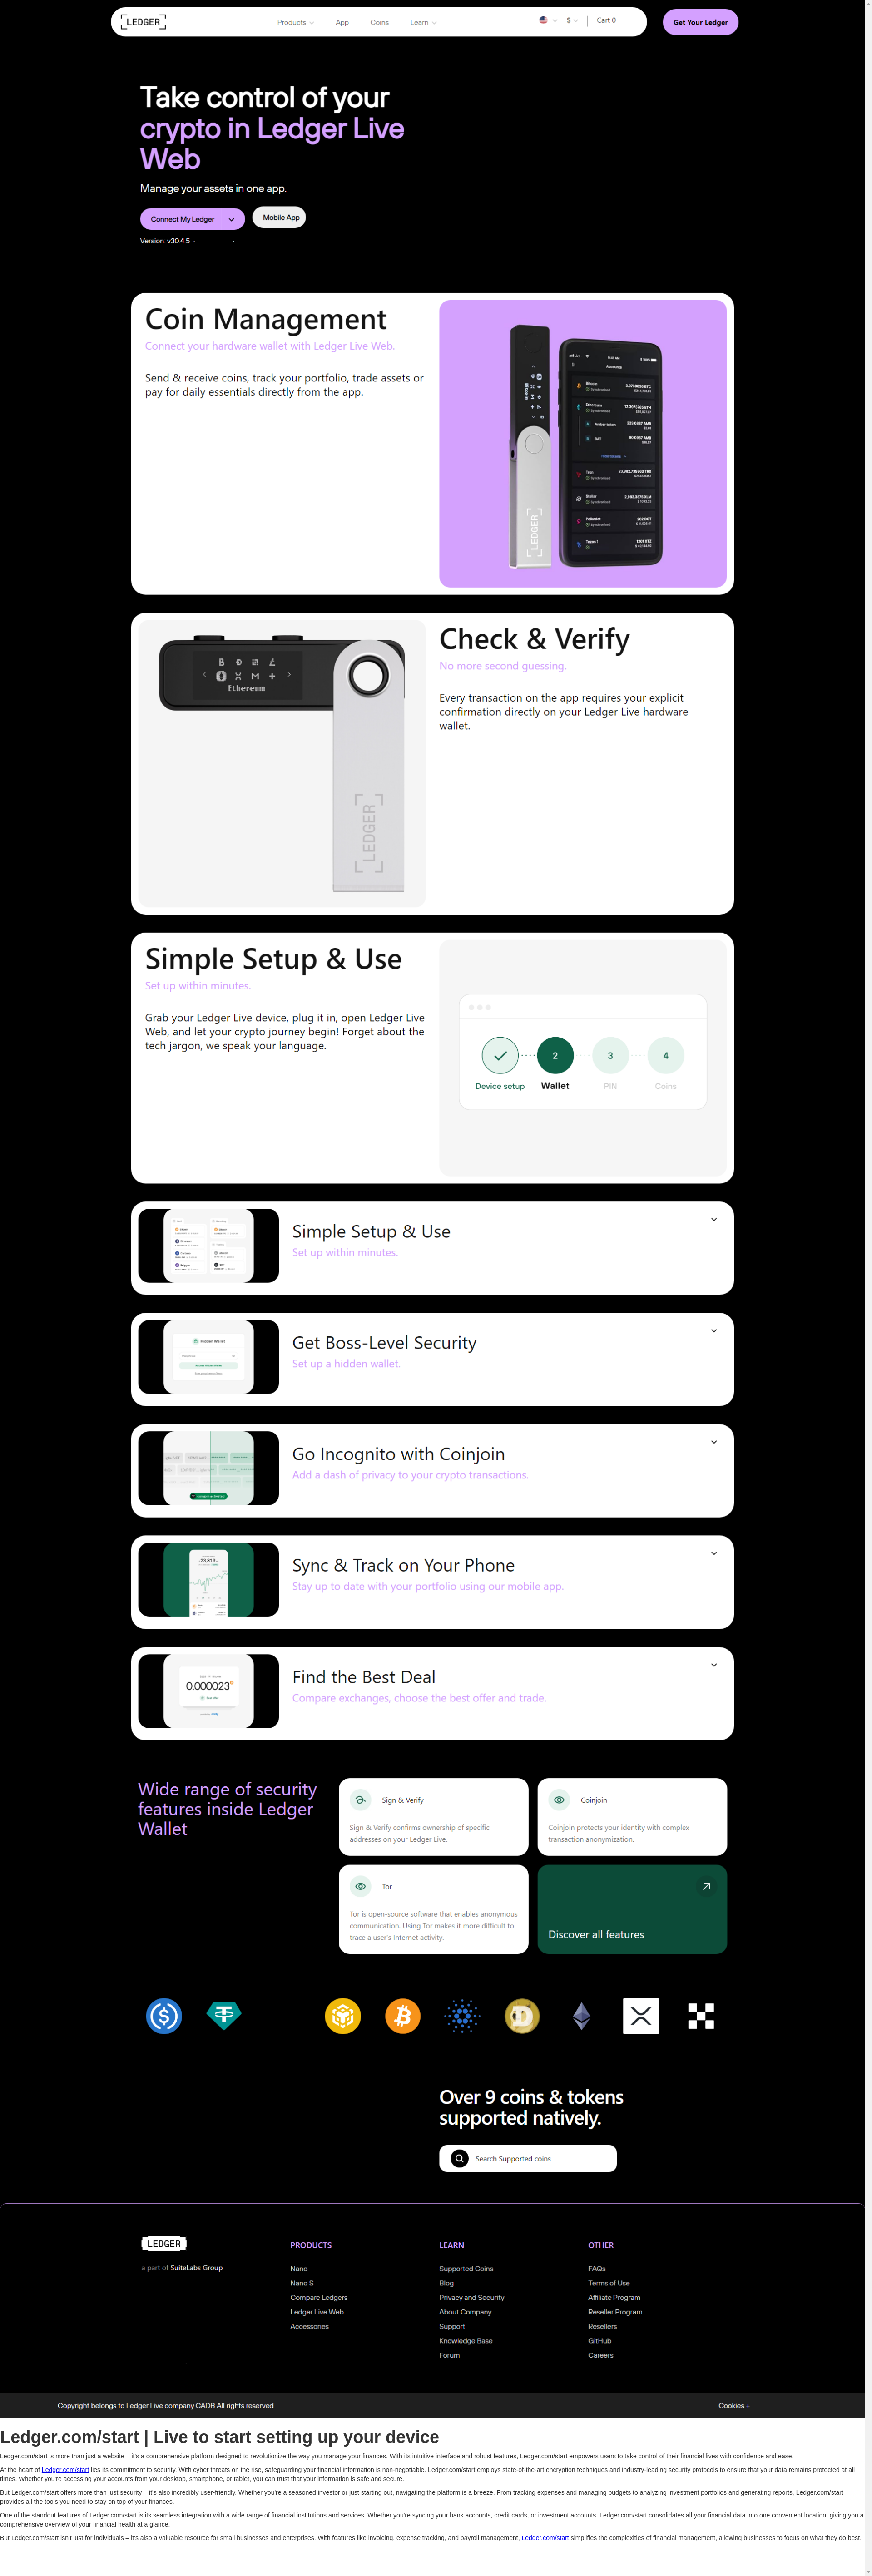 LEDGER
Products
App
Coins
Learn
$
Cart 0
Get Your Ledger
Take control of your
crypto in Ledger Live
Web
Manage your assets in one app.
Connect My Ledger
Mobile App
Version: v30.4.5
Coin Management
Connect your hardware wallet with Ledger Live Web.
Send & receive coins, track your portfolio, trade assets or
pay for daily essentials directly from the app.
Accounts
Bitcoin
Ethereum
Amber token
BAT
Hide tokens
Tron
Stellar
Polkadot
LEDGER
Ethereum
LEDGER
Check & Verify
No more second guessing.
Every transaction on the app requires your explicit
confirmation directly on your Ledger Live hardware
wallet.
Simple Setup & Use
Set up within minutes.
Grab your Ledger Live device, plug it in, open Ledger Live
Web, and let your crypto journey begin! Forget about the
tech jargon, we speak your language.
2
3
4
Device setup
Wallet
PIN
Coins
Simple Setup & Use
Set up within minutes.
Hidden Wallet
Get Boss-Level Security
Set up a hidden wallet.
Go Incognito with Coinjoin
Add a dash of privacy to your crypto transactions.
Sync & Track on Your Phone
Stay up to date with your portfolio using our mobile app.
0.000023
Find the Best Deal
Compare exchanges, choose the best offer and trade.
Wide range of security
features inside Ledger
Wallet
Sign & Verify
Sign & Verify confirms ownership of specific
addresses on your Ledger Live.
Coinjoin
Coinjoin protects your identity with complex
transaction anonymization.
Tor
Tor is open-source software that enables anonymous
communication. Using Tor makes it more difficult to
trace a user's Internet activity.
Discover all features
Over 9 coins & tokens
supported natively.
Search Supported coins
LEDGER
a part of SuiteLabs Group
PRODUCTS
Nano
Nano S
Compare Ledgers
Ledger Live Web
Accessories
LEARN
Supported Coins
Blog
Privacy and Security
About Company
Support
Knowledge Base
Forum
OTHER
FAQs
Terms of Use
Affiliate Program
Reseller Program
Resellers
GitHub
Careers
Copyright belongs to Ledger Live company CADB All rights reserved.
Cookies +
Ledger.com/start | Live to start setting up your device
Ledger.com/start is more than just a website – it's a comprehensive platform designed to revolutionize the way you manage your finances. With its intuitive interface and robust features, Ledger.com/start empowers users to take control of their financial lives with confidence and ease.
At the heart of Ledger.com/start lies its commitment to security. With cyber threats on the rise, safeguarding your financial information is non-negotiable. Ledger.com/start employs state-of-the-art encryption techniques and industry-leading security protocols to ensure that your data remains protected at all
times. Whether you're accessing your accounts from your desktop, smartphone, or tablet, you can trust that your information is safe and secure.
But Ledger.com/start offers more than just security – it's also incredibly user-friendly. Whether you're a seasoned investor or just starting out, navigating the platform is a breeze. From tracking expenses and managing budgets to analyzing investment portfolios and generating reports, Ledger.com/start
provides all the tools you need to stay on top of your finances.
One of the standout features of Ledger.com/start is its seamless integration with a wide range of financial institutions and services. Whether you're syncing your bank accounts, credit cards, or investment accounts, Ledger.com/start consolidates all your financial data into one convenient location, giving you a
comprehensive overview of your financial health at a glance.
But Ledger.com/start isn't just for individuals – it's also a valuable resource for small businesses and enterprises. With features like invoicing, expense tracking, and payroll management, Ledger.com/start simplifies the complexities of financial management, allowing businesses to focus on what they do best.